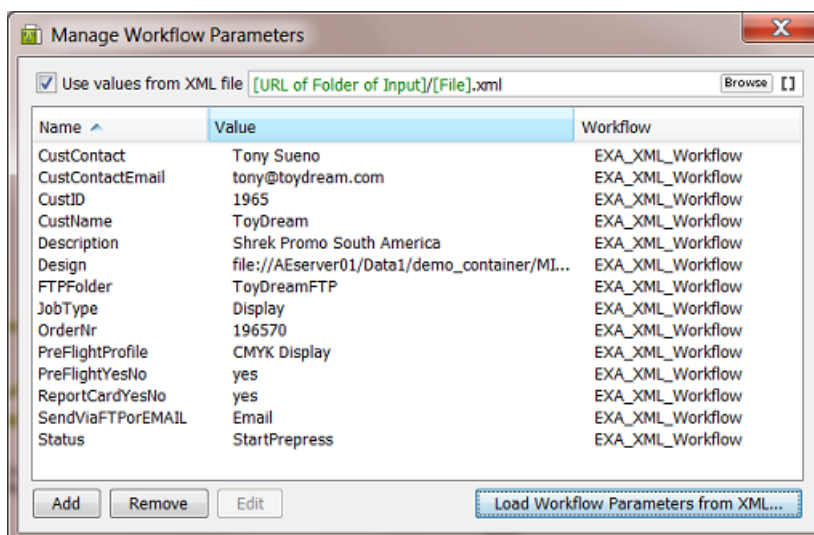 Manage Workflow Parameters
Use values from XML file [URL of Folder of Input]/[File].xml Browse []
Name Value Workflow
CustContact Tony Sueno EXA_XML_Workflow
CustContactEmail tony@toydream.com EXA_XML_Workflow
CustID 1965 EXA_XML_Workflow
CustName ToyDream EXA_XML_Workflow
Description Shrek Promo South America EXA_XML_Workflow
Design file://AEserver01/Data1/demo_container/MI... EXA_XML_Workflow
FTPFolder ToyDreamFTP EXA_XML_Workflow
JobType Display EXA_XML_Workflow
OrderNr 196570 EXA_XML_Workflow
PreFlightProfile CMYK Display EXA_XML_Workflow
PreFlightYesNo yes EXA_XML_Workflow
ReportCardYesNo yes EXA_XML_Workflow
SendViaFTPorEMAIL Email EXA_XML_Workflow
Status StartPrepress EXA_XML_Workflow
Add Remove Edit Load Workflow Parameters from XML...